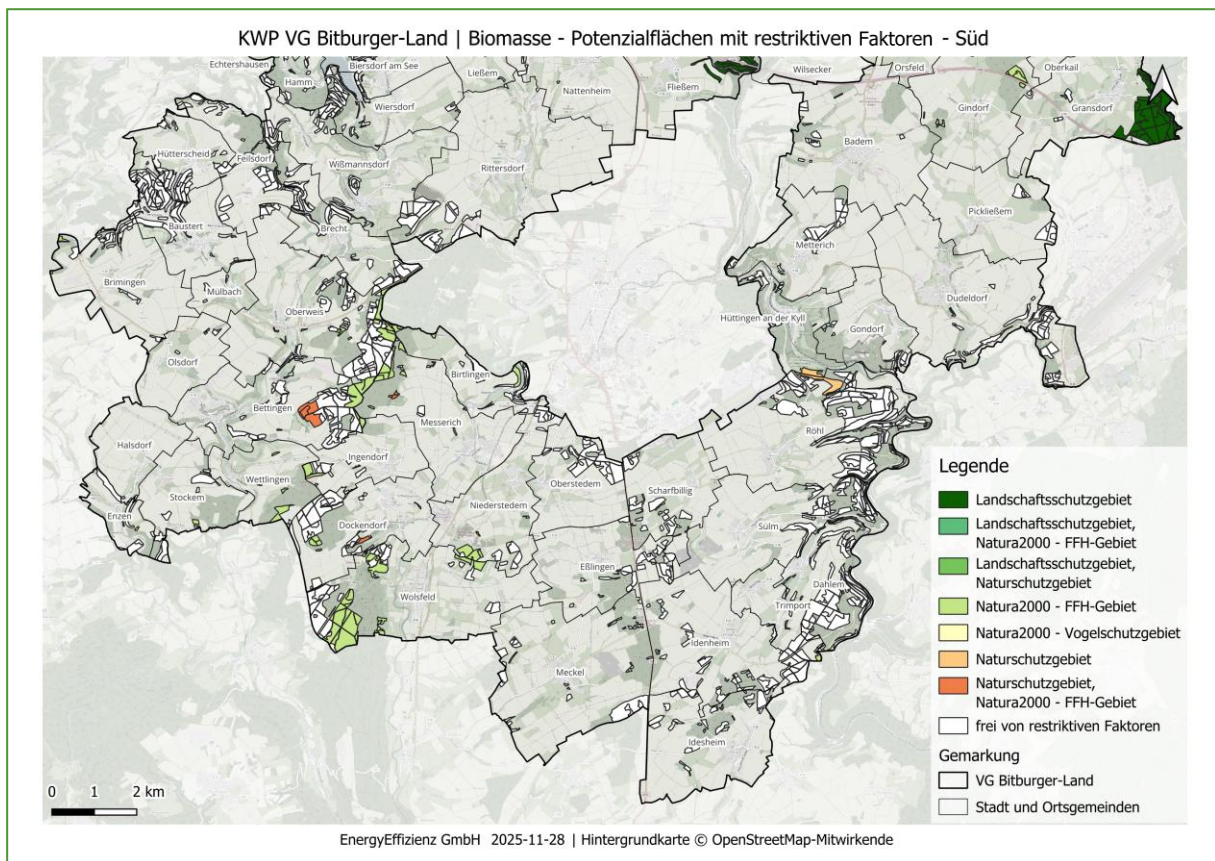 KWP VG Bitburger-Land | Biomasse - Potenzialflächen mit restriktiven Faktoren - Süd
Echtershausen
Biersdorf am See
Hamm
Ließem
Wiersdorf
Nattenheim
Fließem
Wilsecker
Orsfeld
Oberkail
Gindorf
Gransdorf
Hütterscheid
Feilsdorf
Wißmannsdorf
Rittersdorf
Badem
Baustert
Brecht
Pickließem
Metterich
Brimingen
Mülbach
Oberweis
Dudeldorf
Hüttingen an der Kyll
Gondorf
Olsdorf
Birtlingen
Bettingen
Messerich
Röhl
Halsdorf
Ingendorf
Wettlingen
Stockem
Oberstedem
Scharfbillig
Enzen
Dockendorf
Niederstedem
Sülm
Eßlingen
Dahlem
Wolsfeld
Trimport
Idenheim
Meckel
Idesheim
Legende
Landschaftsschutzgebiet
Landschaftsschutzgebiet,
Natura2000 - FFH-Gebiet
Landschaftsschutzgebiet,
Naturschutzgebiet
Natura2000 - FFH-Gebiet
Natura2000 - Vogelschutzgebiet
Naturschutzgebiet
Naturschutzgebiet,
Natura2000 - FFH-Gebiet
frei von restriktiven Faktoren
Gemarkung
VG Bitburger-Land
Stadt und Ortsgemeinden
0 1 2 km
EnergyEffizienz GmbH 2025-11-28 | Hintergrundkarte © OpenStreetMap-Mitwirkende